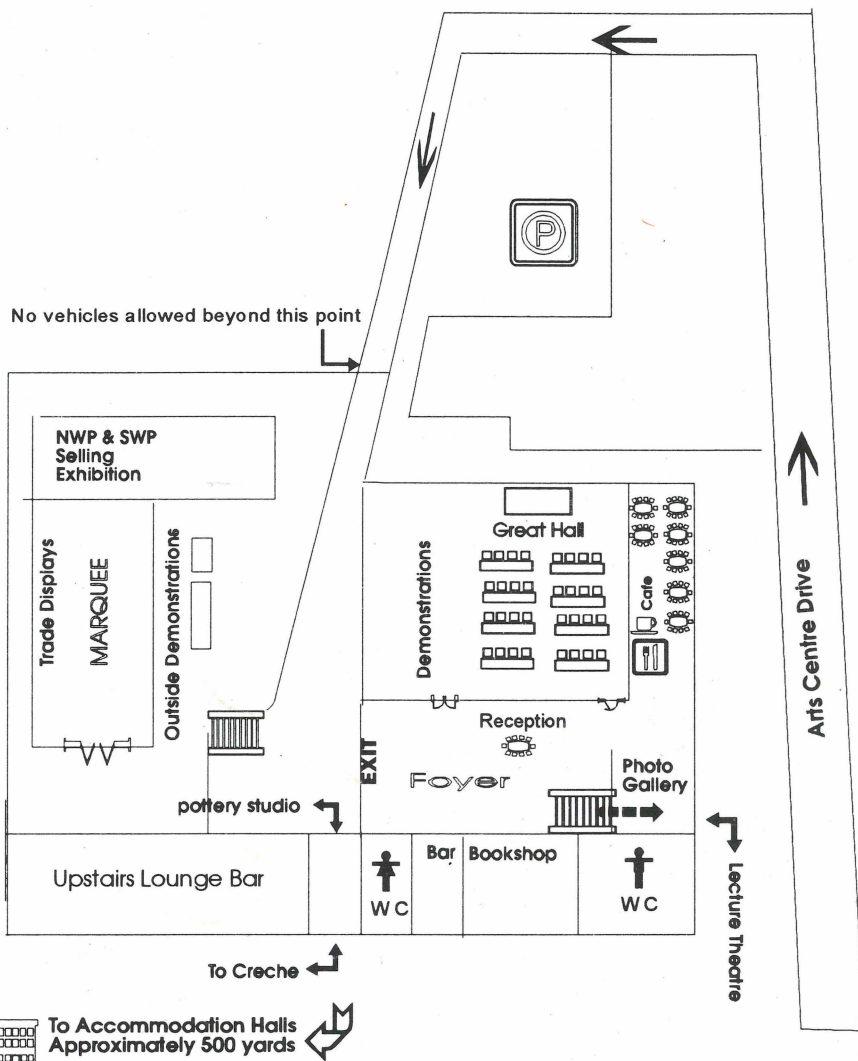 P
No vehicles allowed beyond this point
NWP & SWP
Selling
Exhibition
Trade Displays
MARQUEE
Outside Demonstrations
Demonstrations
Great Hall
Cafe
Arts Centre Drive
Reception
EXIT
Foyer
Photo
Gallery
pottery studio
Upstairs Lounge Bar
WC
Bar
Bookshop
WC
Lecture Theatre
To Creche
To Accommodation Halls
Approximately 500 yards